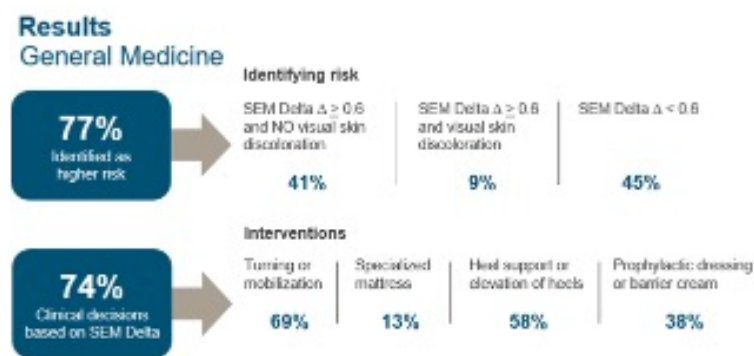 Results
General Medicine
77%
Identified as
higher risk
Identifying risk
SEM Delta Δ ≥ 0.6
and NO visual skin
discoloration
41%
SEM Delta Δ ≥ 0.6
and visual skin
discoloration
9%
SEM Delta Δ < 0.6
45%
74%
Clinical decisions
based on SEM Delta
Interventions
Turning or
mobilization
69%
Specialized
mattress
13%
Heel support or
elevation of heels
58%
Prophylactic dressing
or barrier cream
38%